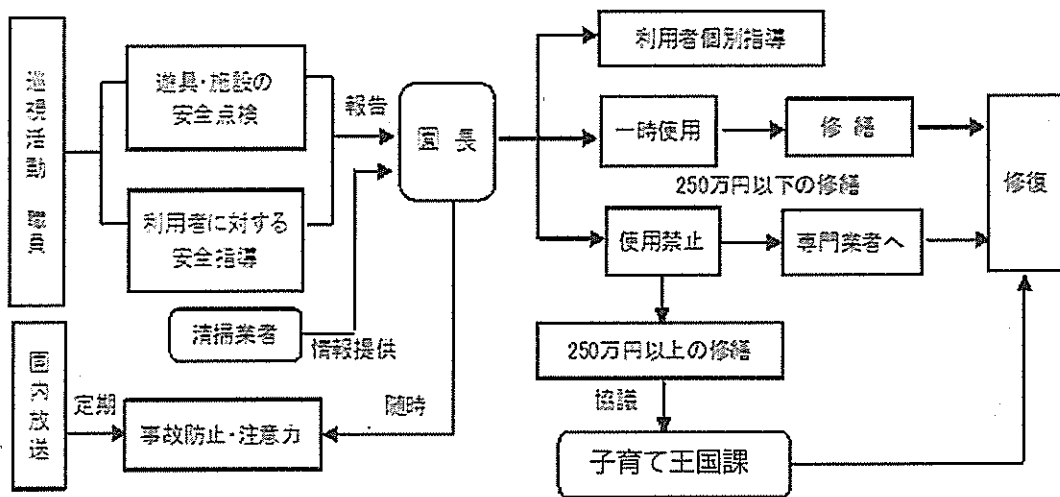 巡視活動 職員
遊具・施設の
安全点検
利用者に対する
安全指導
報告
園長
清掃業者
情報提供
園内放送
定期
事故防止・注意力
随時
利用者個別指導
一時使用
修繕
250万円以下の修繕
使用禁止
専門業者へ
修復
250万円以上の修繕
協議
子育て王国課